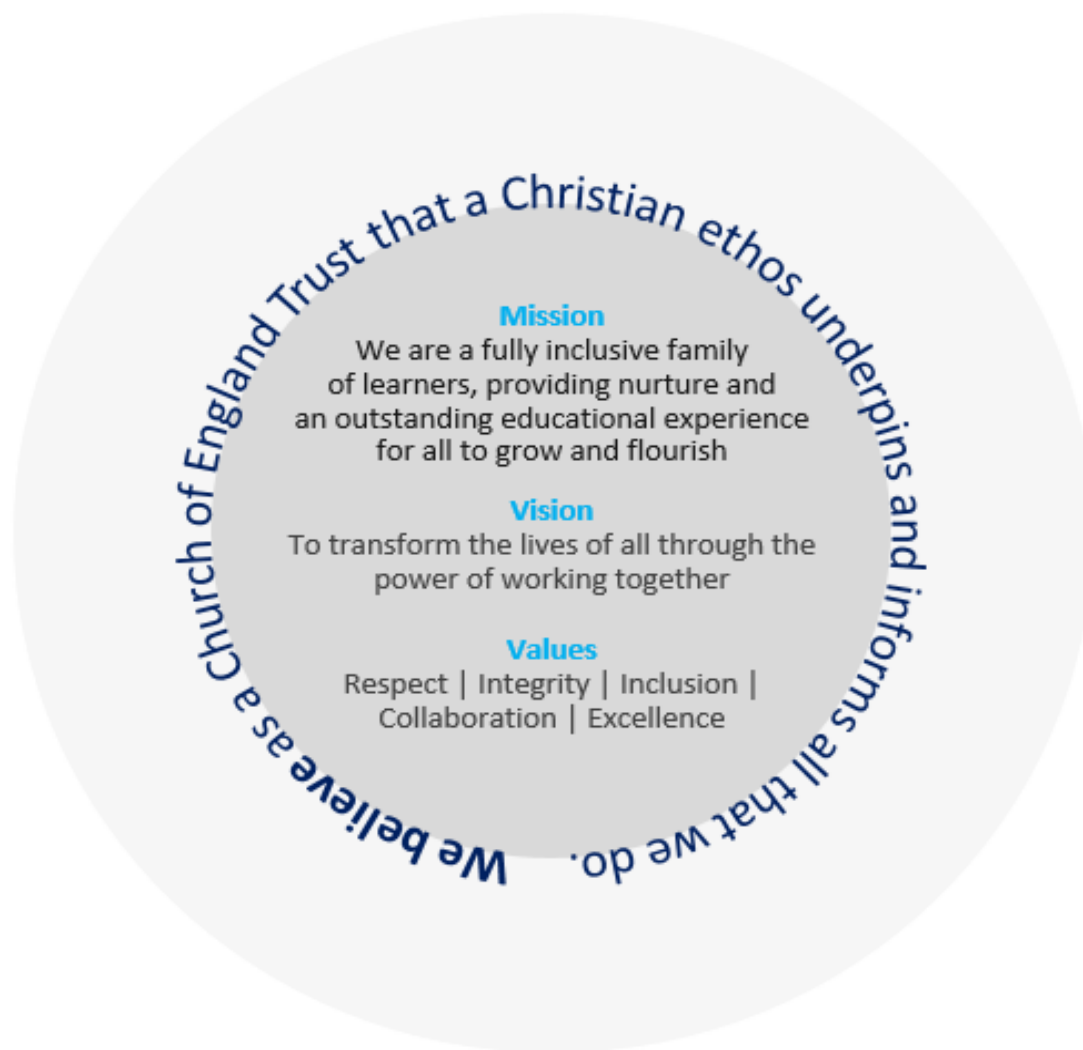 We believe as a Church of England Trust that a Christian ethos underpins and informs all that we do.
Mission
We are a fully inclusive family
of learners, providing nurture and
an outstanding educational experience
for all to grow and flourish
Vision
To transform the lives of all through the
power of working together
Values
Respect | Integrity | Inclusion |
Collaboration | Excellence